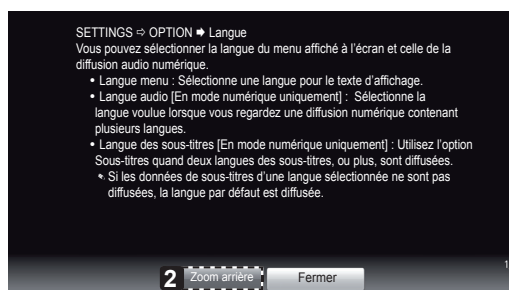 SETTINGS ⇨ OPTION ➡ Langue
Vous pouvez sélectionner la langue du menu affiché à l'écran et celle de la
diffusion audio numérique.
• Langue menu : Sélectionne une langue pour le texte d'affichage.
• Langue audio [En mode numérique uniquement] : Sélectionne la
langue voulue lorsque vous regardez une diffusion numérique contenant
plusieurs langues.
• Langue des sous-titres [En mode numérique uniquement] : Utilisez l'option
Sous-titres quand deux langues des sous-titres, ou plus, sont diffusées.
Si les données de sous-titres d'une langue sélectionnée ne sont pas
diffusées, la langue par défaut est diffusée.
1
2 Zoom arrière Fermer